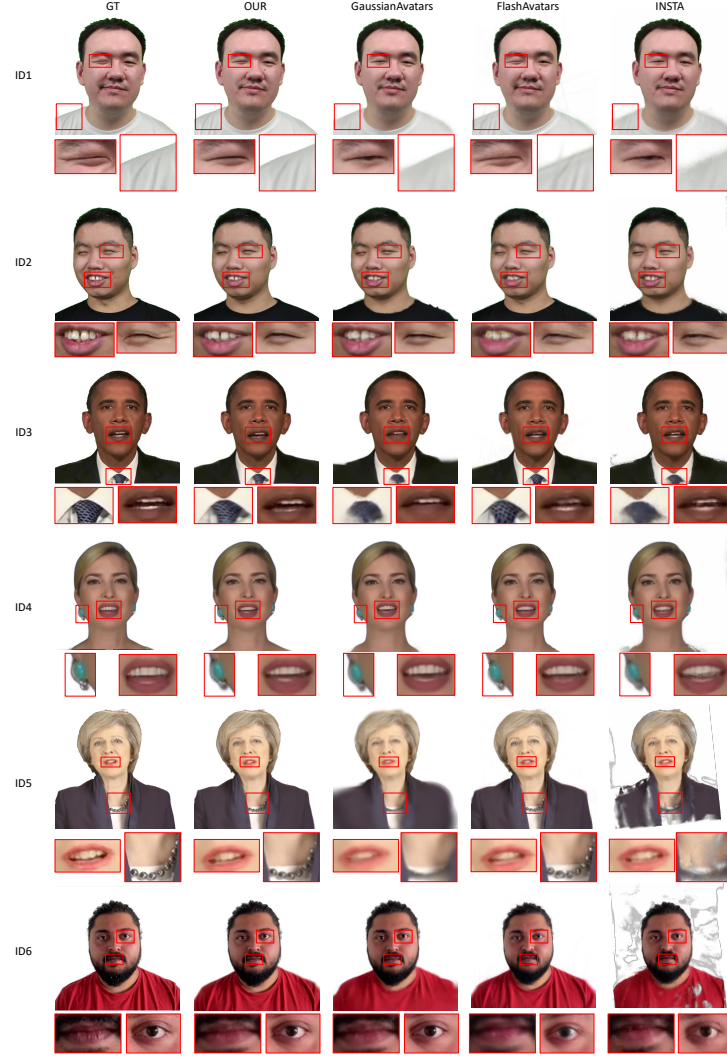 GT OUR GaussianAvatars FlashAvatars INSTA
ID1
ID2
ID3
ID4
ID5
ID6